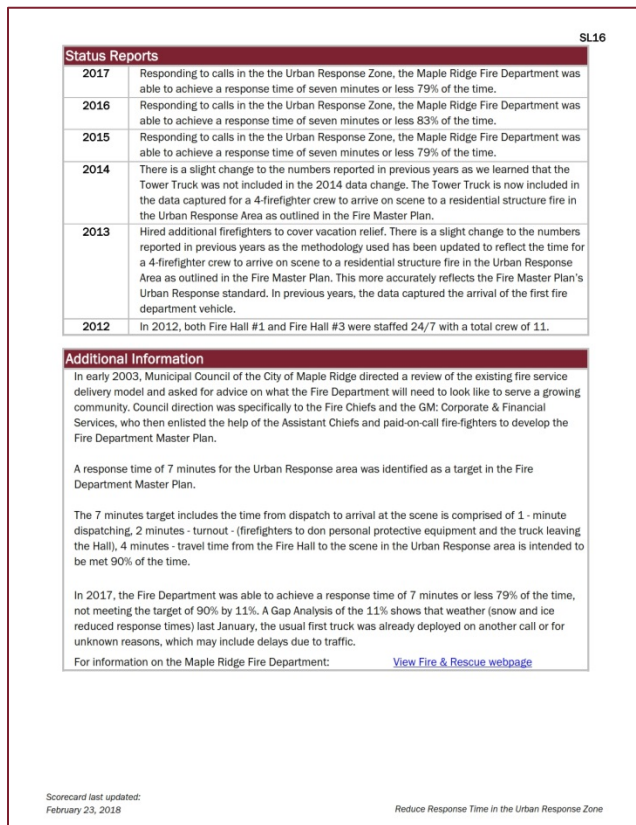 SL16
Status Reports
2017 Responding to calls in the the Urban Response Zone, the Maple Ridge Fire Department was
able to achieve a response time of seven minutes or less 79% of the time.
2016 Responding to calls in the the Urban Response Zone, the Maple Ridge Fire Department was
able to achieve a response time of seven minutes or less 83% of the time.
2015 Responding to calls in the the Urban Response Zone, the Maple Ridge Fire Department was
able to achieve a response time of seven minutes or less 79% of the time.
2014 There is a slight change to the numbers reported in previous years as we learned that the
Tower Truck was not included in the 2014 data change. The Tower Truck is now included in
the data captured for a 4-firefighter crew to arrive on scene to a residential structure fire in
the Urban Response Area as outlined in the Fire Master Plan.
2013 Hired additional firefighters to cover vacation relief. There is a slight change to the numbers
reported in previous years as the methodology used has been updated to reflect the time for
a 4-firefighter crew to arrive on scene to a residential structure fire in the Urban Response
Area as outlined in the Fire Master Plan. This more accurately reflects the Fire Master Plan's
Urban Response standard. In previous years, the data captured the arrival of the first fire
department vehicle.
2012 In 2012, both Fire Hall #1 and Fire Hall #3 were staffed 24/7 with a total crew of 11.
Additional Information
In early 2003, Municipal Council of the City of Maple Ridge directed a review of the existing fire service
delivery model and asked for advice on what the Fire Department will need to look like to serve a growing
community. Council direction was specifically to the Fire Chiefs and the GM: Corporate & Financial
Services, who then enlisted the help of the Assistant Chiefs and paid-on-call fire-fighters to develop the
Fire Department Master Plan.
A response time of 7 minutes for the Urban Response area was identified as a target in the Fire
Department Master Plan.
The 7 minutes target includes the time from dispatch to arrival at the scene is comprised of 1 - minute
dispatching, 2 minutes - turnout - (firefighters to don personal protective equipment and the truck leaving
the Hall), 4 minutes - travel time from the Fire Hall to the scene in the Urban Response area is intended to
be met 90% of the time.
In 2017, the Fire Department was able to achieve a response time of 7 minutes or less 79% of the time,
not meeting the target of 90% by 11%. A Gap Analysis of the 11% shows that weather (snow and ice
reduced response times) last January, the usual first truck was already deployed on another call or for
unknown reasons, which may include delays due to traffic.
For information on the Maple Ridge Fire Department: View Fire & Rescue webpage
Scorecard last updated:
February 23, 2018
Reduce Response Time in the Urban Response Zone